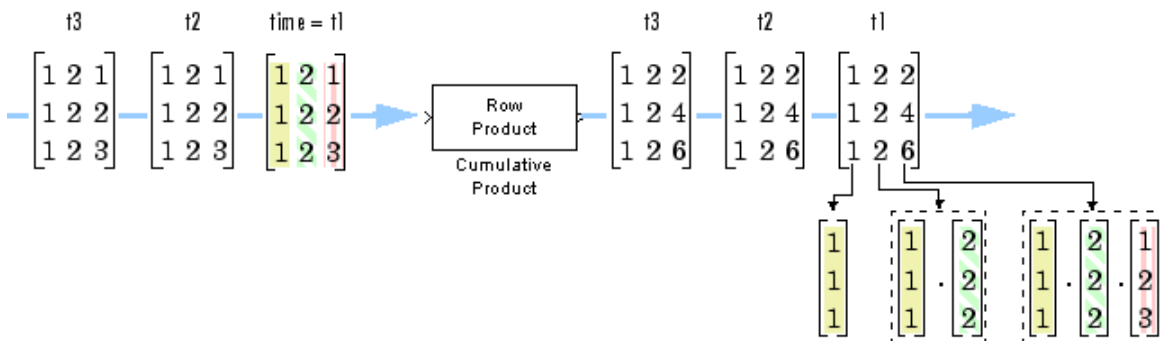 t3 t2 time = t1 t3 t2 t1
1 2 1 1 2 1 1 2 1 1 2 2 1 2 2 1 2 2
1 2 2 1 2 2 1 2 2 Row Product 1 2 4 1 2 4 1 2 4
1 2 3 1 2 3 1 2 3 1 2 6 1 2 6 1 2 6
Cumulative
Product
1 1 2 1 2 1
1 1 . 2 1 . 2 . 2
1 1 2 1 2 3